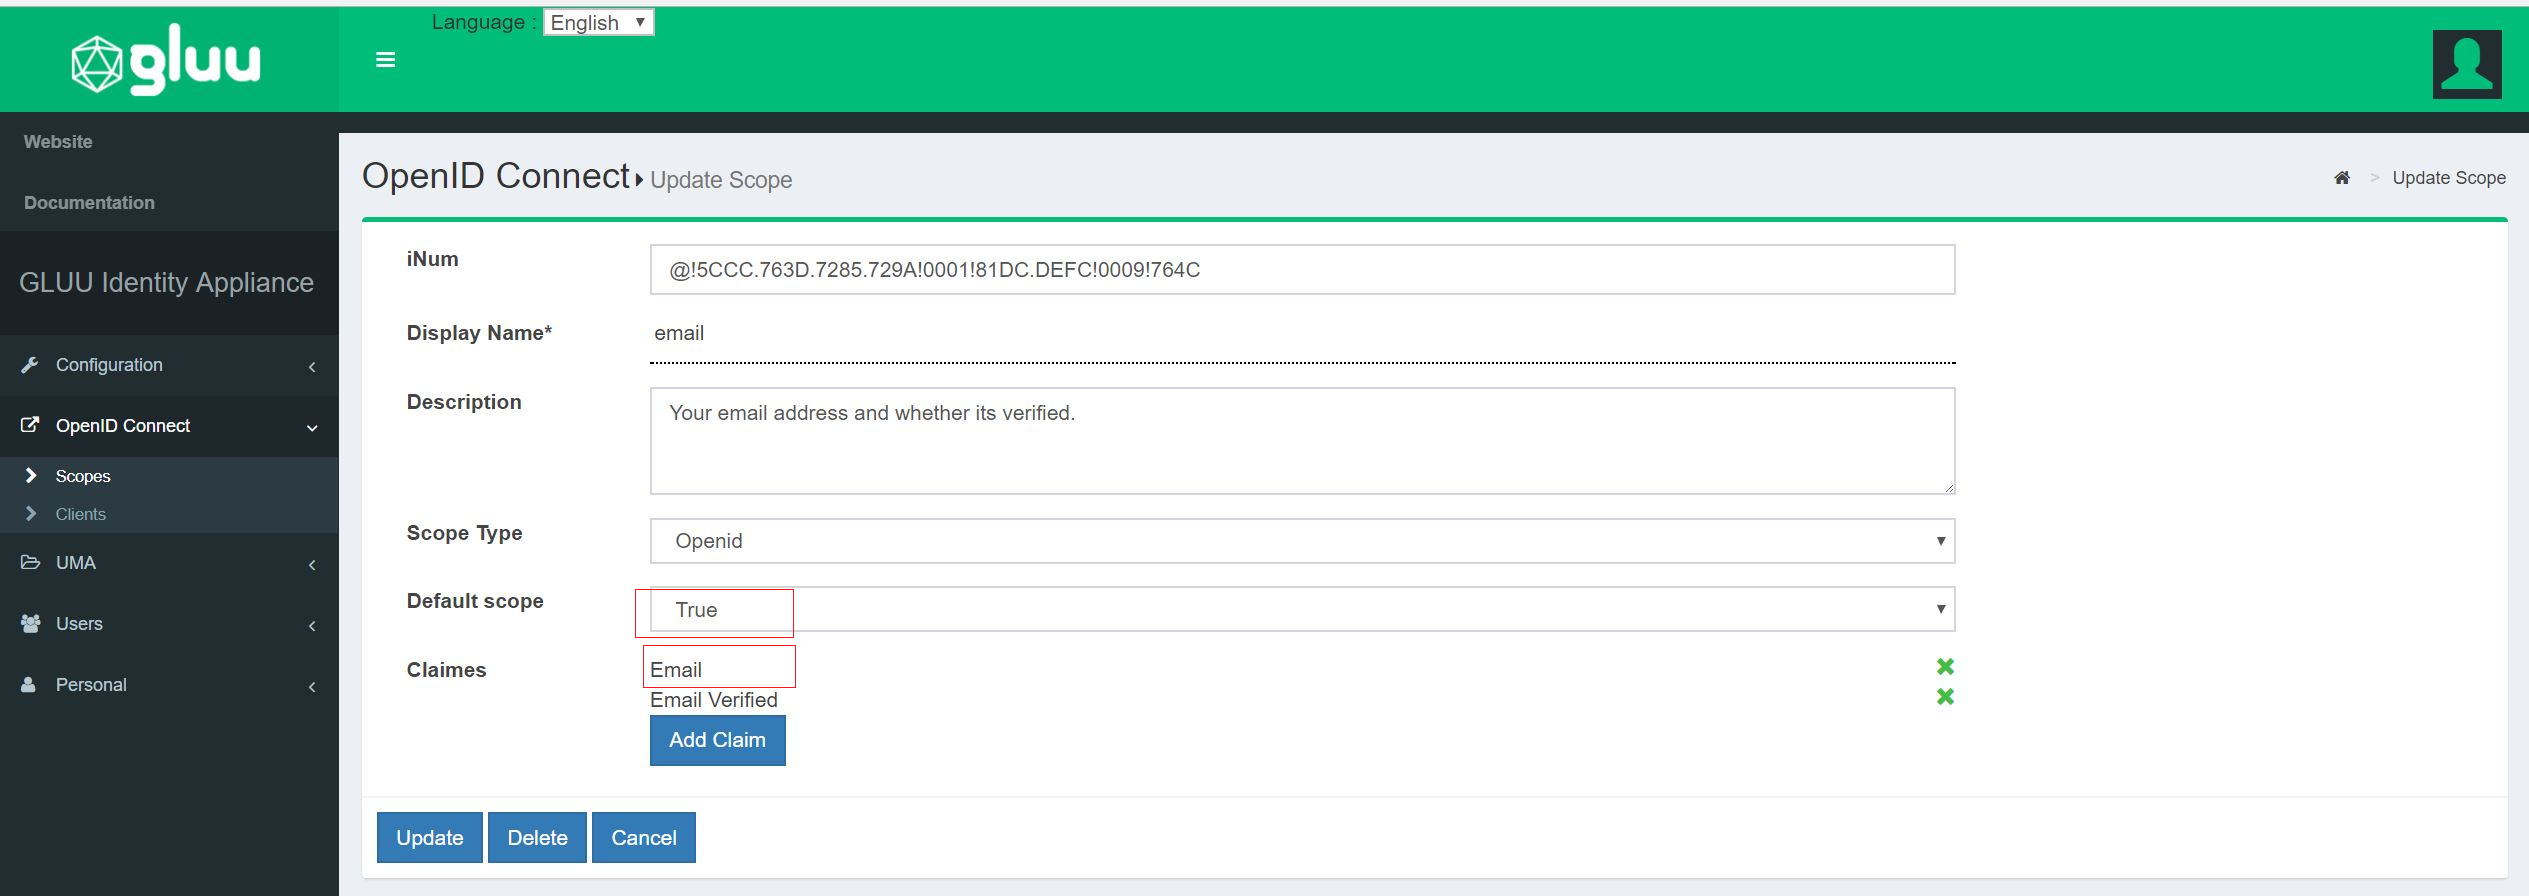 Language : English
gluu
Website
Documentation
GLUU Identity Appliance
Configuration
OpenID Connect
Scopes
Clients
UMA
Users
Personal
OpenID Connect Update Scope
> Update Scope
iNum
@!5CCC.763D.7285.729A!0001!81DC.DEFC!0009!764C
Display Name*
email
Description
Your email address and whether its verified.
Scope Type
Openid
Default scope
True
Claimes
Email
Email Verified
Add Claim
Update Delete Cancel